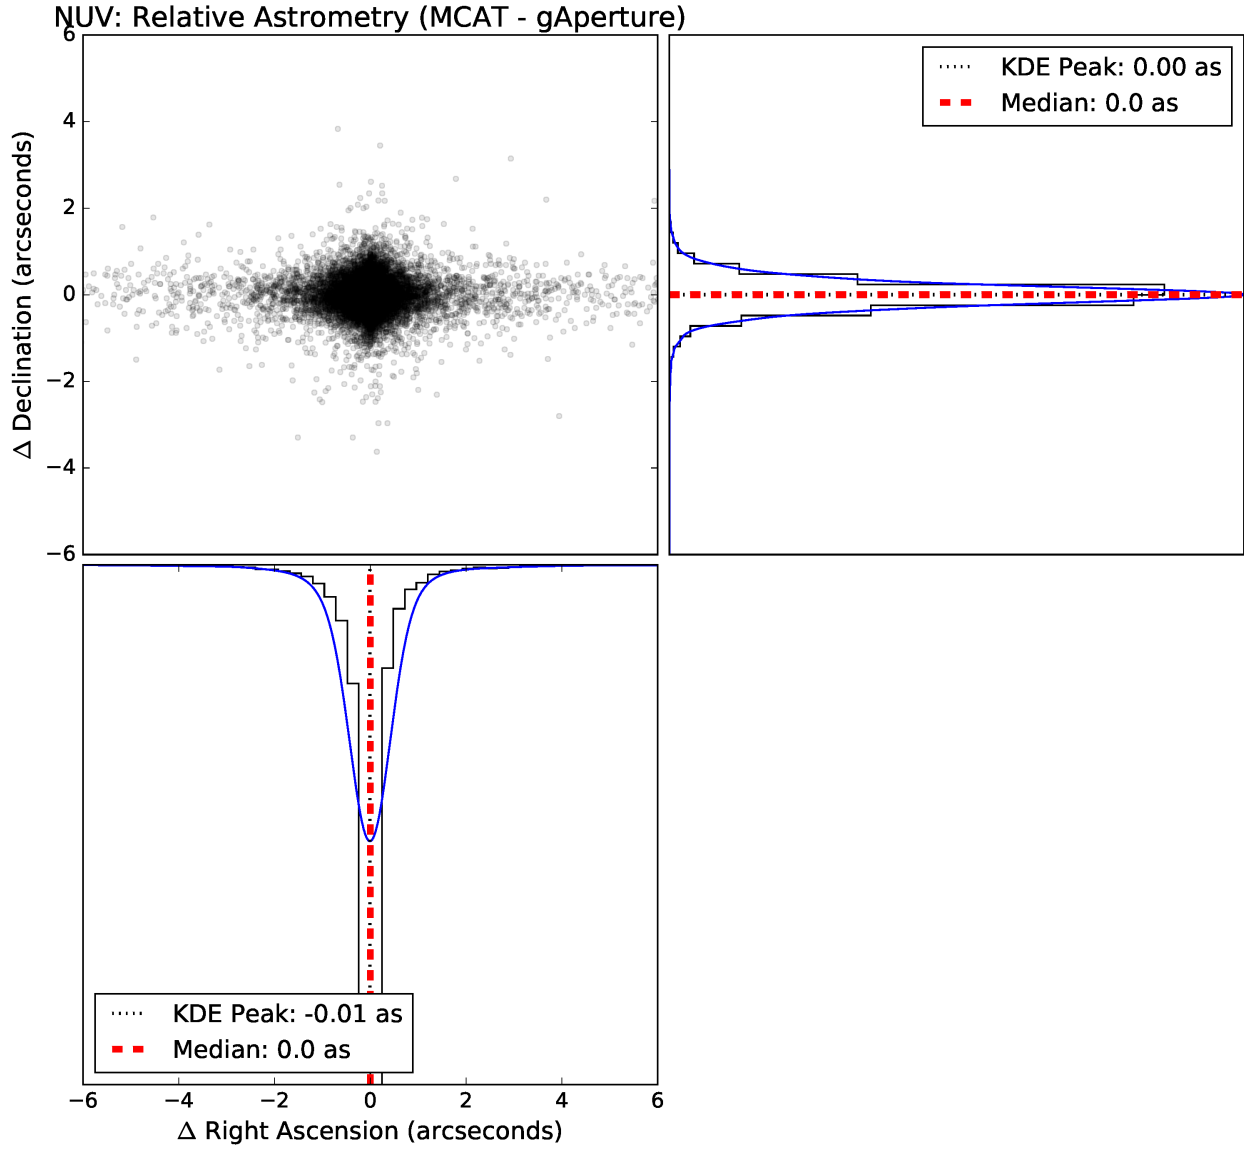 NUV: Relative Astrometry (MCAT - gAperture)
6
4
2
0
−2
−4
−6
Δ Declination (arcseconds)
KDE Peak: 0.00 as
Median: 0.0 as
KDE Peak: -0.01 as
Median: 0.0 as
−6 −4 −2 0 2 4 6
Δ Right Ascension (arcseconds)